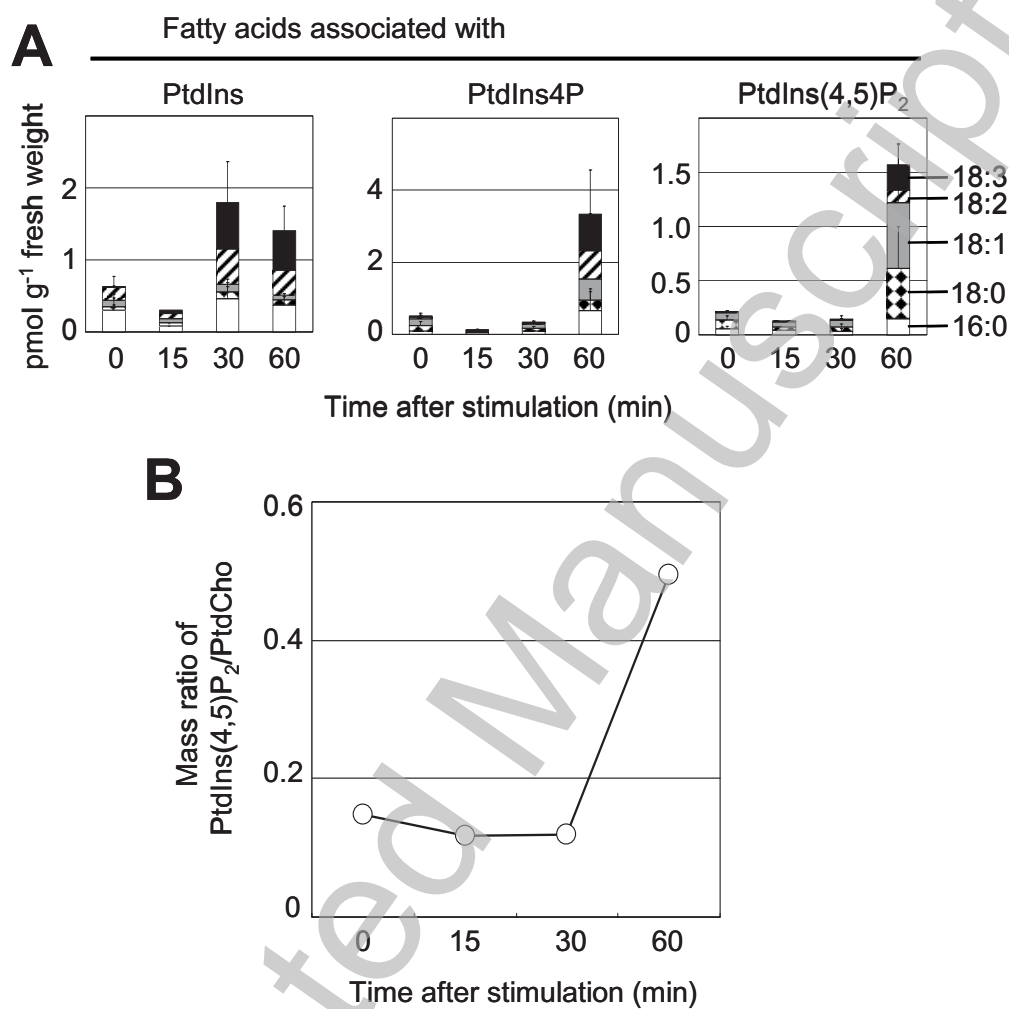 A
Fatty acids associated with
PtdIns
PtdIns4P
PtdIns(4,5)P2
pmol g-1 fresh weight
2
1
0
0 15 30 60
4
2
0
0 15 30 60
1.5
1.0
0.5
0
0 15 30 60
18:3
18:2
18:1
18:0
16:0
Time after stimulation (min)
B
Mass ratio of
PtdIns(4,5)P2/PtdCho
0.6
0.4
0.2
0
0 15 30 60
Time after stimulation (min)
ted Manuscript